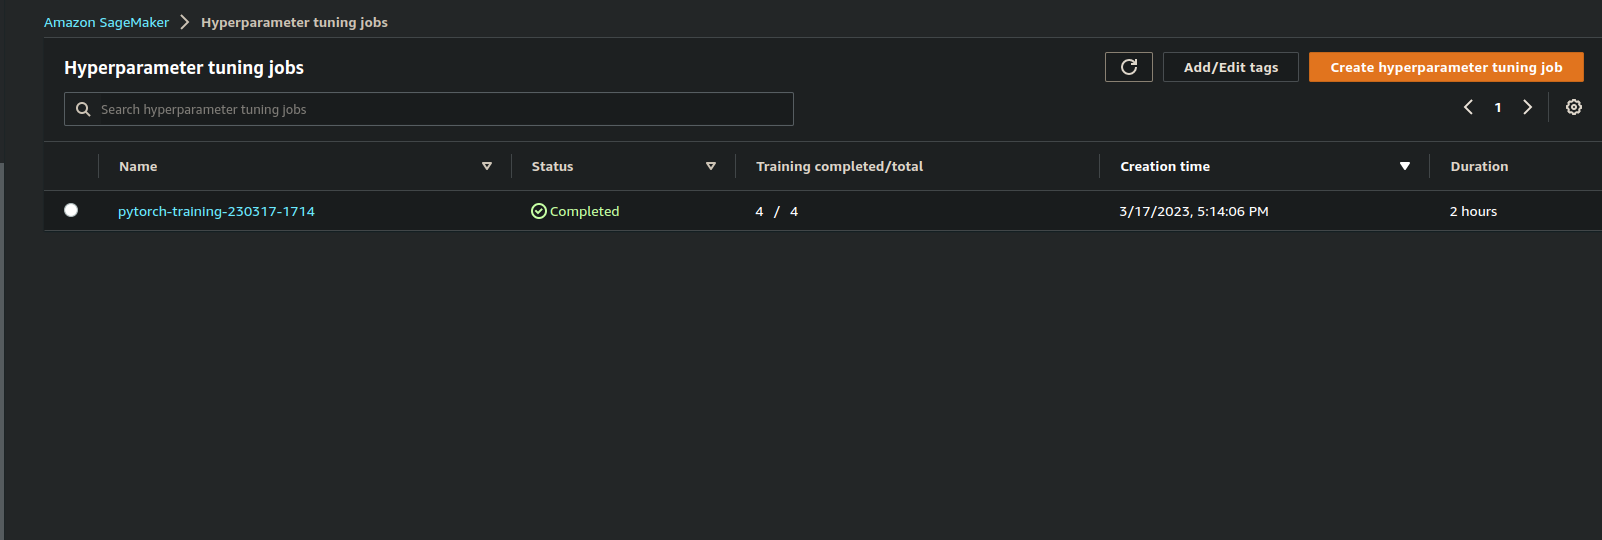 Amazon SageMaker > Hyperparameter tuning jobs
Hyperparameter tuning jobs
Add/Edit tags
Create hyperparameter tuning job
Search hyperparameter tuning jobs
1
Name Status Training completed/total Creation time Duration
pytorch-training-230317-1714 Completed 4 / 4 3/17/2023, 5:14:06 PM 2 hours